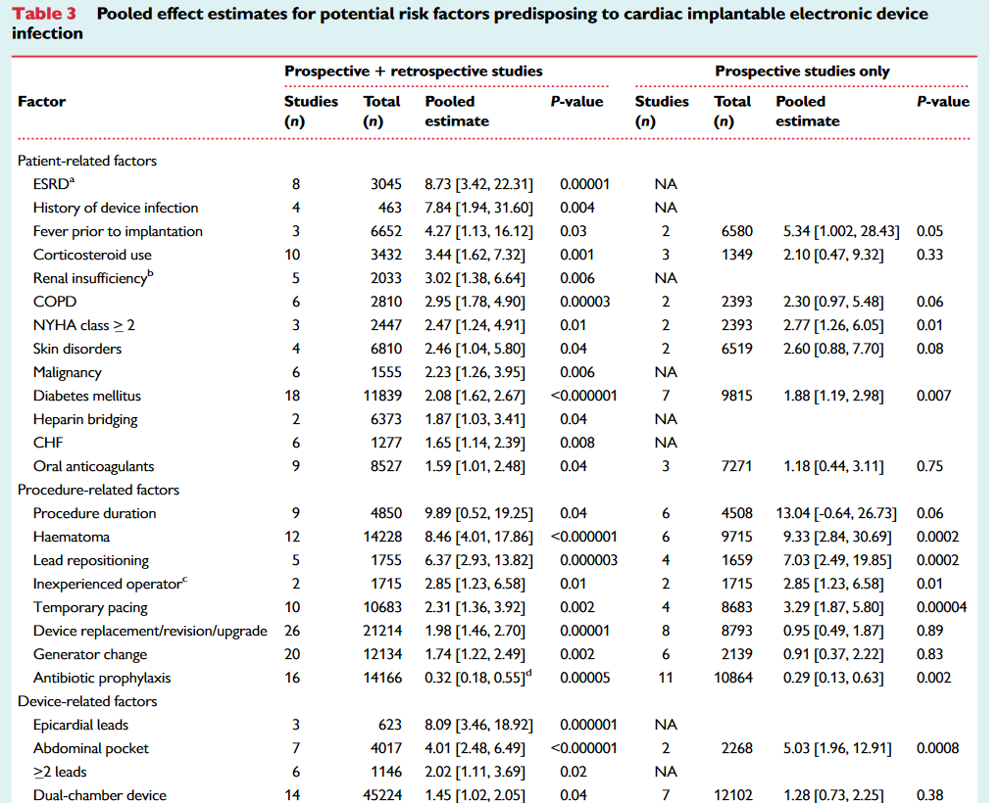 Table 3 Pooled effect estimates for potential risk factors predisposing to cardiac implantable electronic device
infection
Prospective + retrospective studies Prospective studies only
Factor Studies Total Pooled P-value Studies Total Pooled P-value
(n) (n) estimate (n) (n) estimate
Patient-related factors
ESRDᵃ 8 3045 8.73 [3.42, 22.31] 0.00001 NA
History of device infection 4 463 7.84 [1.94, 31.60] 0.004 NA
Fever prior to implantation 3 6652 4.27 [1.13, 16.12] 0.03 2 6580 5.34 [1.002, 28.43] 0.05
Corticosteroid use 10 3432 3.44 [1.62, 7.32] 0.001 3 1349 2.10 [0.47, 9.32] 0.33
Renal insufficiencyᵇ 5 2033 3.02 [1.38, 6.64] 0.006 NA
COPD 6 2810 2.95 [1.78, 4.90] 0.00003 2 2393 2.30 [0.97, 5.48] 0.06
NYHA class ≥ 2 3 2447 2.47 [1.24, 4.91] 0.01 2 2393 2.77 [1.26, 6.05] 0.01
Skin disorders 4 6810 2.46 [1.04, 5.80] 0.04 2 6519 2.60 [0.88, 7.70] 0.08
Malignancy 6 1555 2.23 [1.26, 3.95] 0.006 NA
Diabetes mellitus 18 11839 2.08 [1.62, 2.67] <0.000001 7 9815 1.88 [1.19, 2.98] 0.007
Heparin bridging 2 6373 1.87 [1.03, 3.41] 0.04 NA
CHF 6 1277 1.65 [1.14, 2.39] 0.008 NA
Oral anticoagulants 9 8527 1.59 [1.01, 2.48] 0.04 3 7271 1.18 [0.44, 3.11] 0.75
Procedure-related factors
Procedure duration 9 4850 9.89 [0.52, 19.25] 0.04 6 4508 13.04 [-0.64, 26.73] 0.06
Haematoma 12 14228 8.46 [4.01, 17.86] <0.000001 6 9715 9.33 [2.84, 30.69] 0.0002
Lead repositioning 5 1755 6.37 [2.93, 13.82] 0.000003 4 1659 7.03 [2.49, 19.85] 0.0002
Inexperienced operatorᶜ 2 1715 2.85 [1.23, 6.58] 0.01 2 1715 2.85 [1.23, 6.58] 0.01
Temporary pacing 10 10683 2.31 [1.36, 3.92] 0.002 4 8683 3.29 [1.87, 5.80] 0.00004
Device replacement/revision/upgrade 26 21214 1.98 [1.46, 2.70] 0.00001 8 8793 0.95 [0.49, 1.87] 0.89
Generator change 20 12134 1.74 [1.22, 2.49] 0.002 6 2139 0.91 [0.37, 2.22] 0.83
Antibiotic prophylaxis 16 14166 0.32 [0.18, 0.55]ᵈ 0.00005 11 10864 0.29 [0.13, 0.63] 0.002
Device-related factors
Epicardial leads 3 623 8.09 [3.46, 18.92] 0.000001 NA
Abdominal pocket 7 4017 4.01 [2.48, 6.49] <0.000001 2 2268 5.03 [1.96, 12.91] 0.0008
≥2 leads 6 1146 2.02 [1.11, 3.69] 0.02 NA
Dual-chamber device 14 45224 1.45 [1.02, 2.05] 0.04 7 12102 1.28 [0.73, 2.25] 0.38